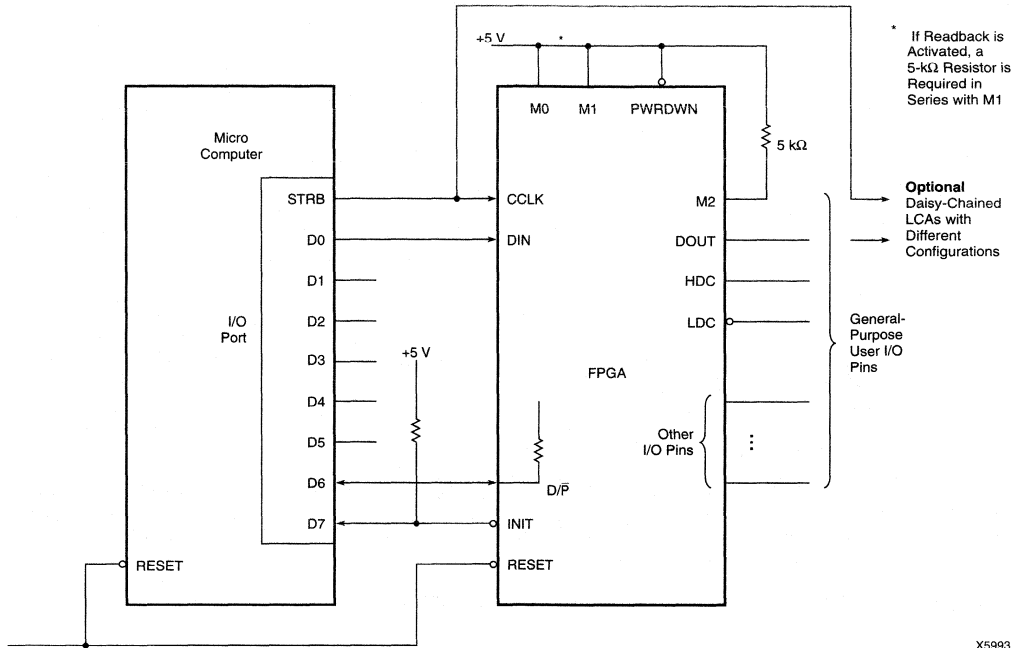 +5 V
*
* If Readback is
Activated, a
5-kΩ Resistor is
Required in
Series with M1
M0 M1 PWRDWN
Micro
Computer
5 kΩ
STRB
CCLK
M2
Optional
Daisy-Chained
LCAs with
Different
Configurations
D0
DIN
DOUT
D1
HDC
I/O
Port
D2
LDC
General-
Purpose
User I/O
Pins
D3
+5 V
FPGA
D4
D5
Other
I/O Pins
⋮
D6
D/P̅
D7
INIT
RESET
RESET
X5993